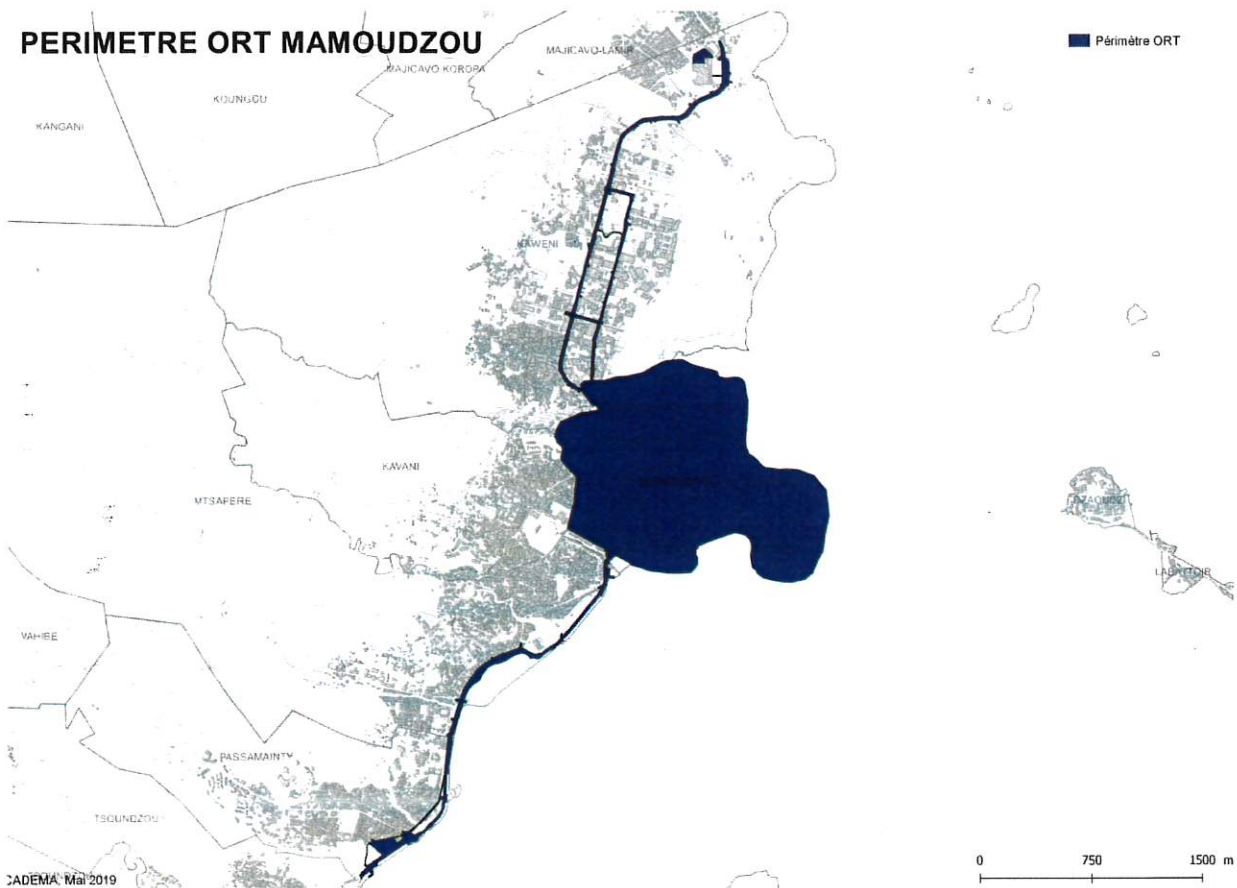 PERIMETRE ORT MAMOUDZOU
Périmètre ORT
MAJICAVO-LAMIR
MAJICAVO-KOROPA
KOUNGOU
KANGANI
KAWENI
KAVANI
MTSAPERE
DZAOUDZI
LABATTOIR
VAHIBE
PASSAMAINTY
TSOUNDZOU
CADEMA, Mai 2019
0 750 1500 m